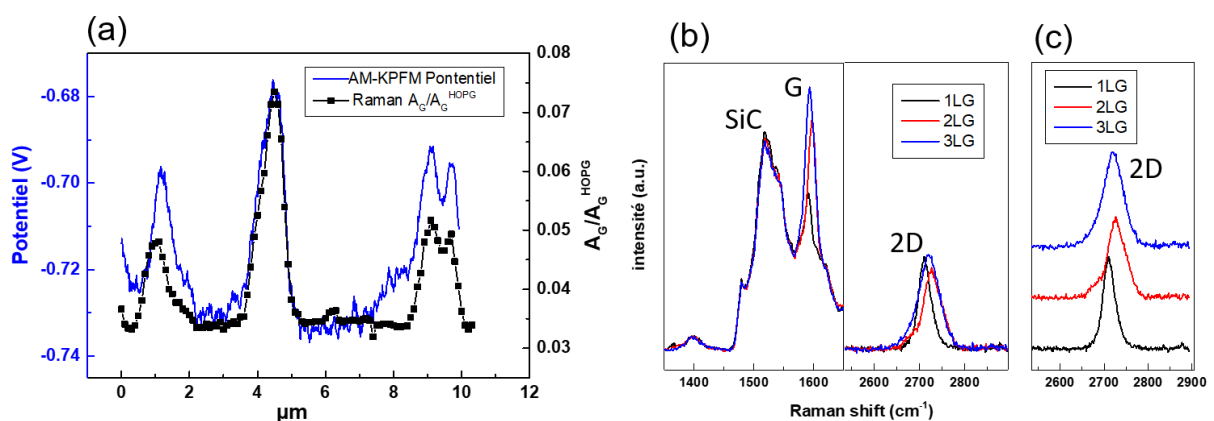 (a)
AM-KPFM Pontentiel
Raman A_G/A_G^HOPG
Potentiel (V)
-0.68
-0.70
-0.72
-0.74
0.08
0.07
0.06
0.05
0.04
0.03
A_G/A_G^HOPG
0 2 4 6 8 10 12
µm
(b)
SiC
G
2D
1LG
2LG
3LG
intensité (a.u.)
1400 1500 1600 2700 2800
Raman shift (cm⁻¹)
(c)
1LG
2LG
3LG
2D
2600 2700 2800 2900